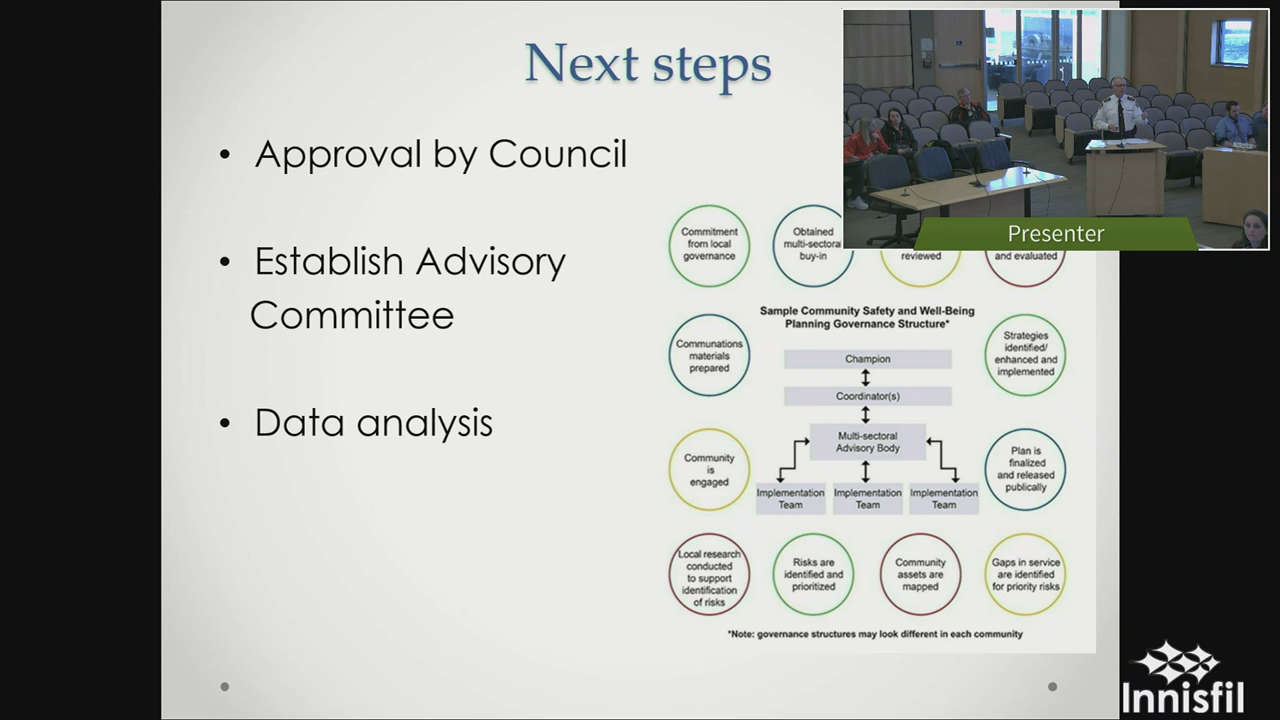 Next steps
• Approval by Council
• Establish Advisory
Committee
• Data analysis
Presenter
Commitment
from local
governance
Obtained
multi-sectoral
buy-in
reviewed
and evaluated
Sample Community Safety and Well-Being
Planning Governance Structure*
Communations
materials
prepared
Champion
Strategies
identified/
enhanced and
implemented
Coordinator(s)
Multi-sectoral
Advisory Body
Community
is
engaged
Plan is
finalized
and released
publically
Implementation
Team
Implementation
Team
Implementation
Team
Local research
conducted
to support
identification
of risks
Risks are
identified and
prioritized
Community
assets are
mapped
Gaps in service
are identified
for priority risks
*Note: governance structures may look different in each community
Innisfil